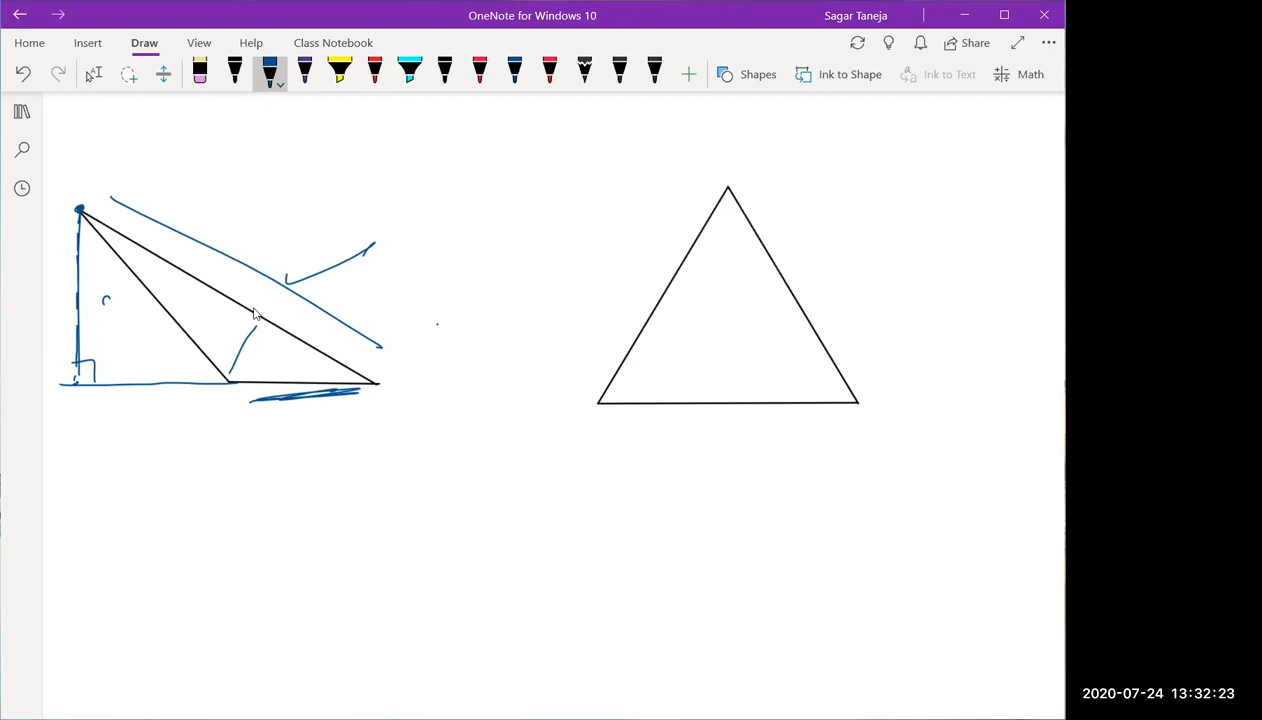 OneNote for Windows 10
Sagar Taneja
Home Insert Draw View Help Class Notebook
Share
Shapes Ink to Shape Ink to Text Math
2020-07-24 13:32:23